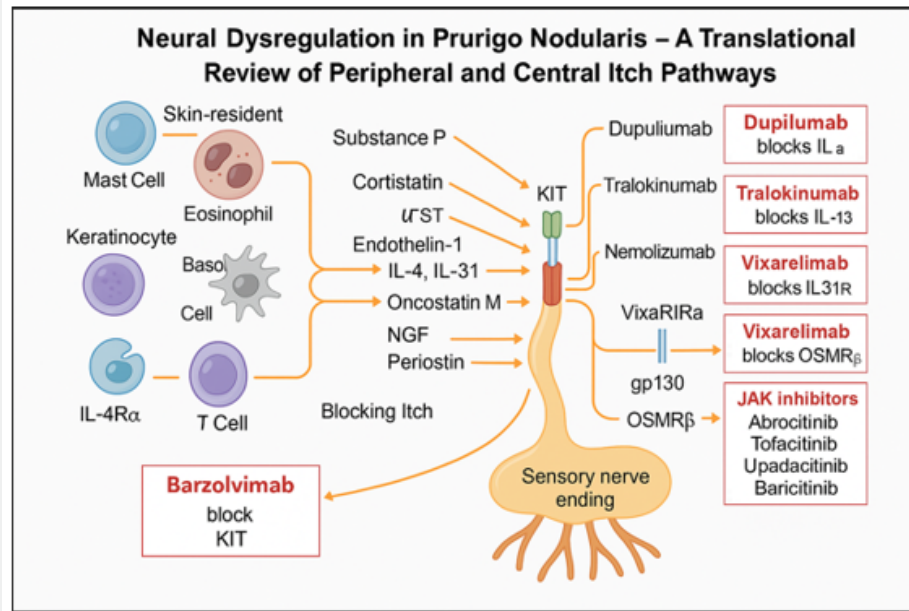 Neural Dysregulation in Prurigo Nodularis – A Translational
Review of Peripheral and Central Itch Pathways
Skin-resident
Mast Cell
Eosinophil
Keratinocyte
Basol
Cell
IL-4Rα
T Cell
Substance P
Cortistatin
Endothelin-1
IL-4, IL-31
Oncostatin M
NGF
Periostin
Blocking Itch
KIT
Dupuliumab
Tralokinumab
Nemolizumab
VixaRIRa
gp130
OSMRβ
Sensory nerve
ending
Barzolvimab
block
KIT
Dupilumab
blocks IL a
Tralokinumab
blocks IL-13
Vixarelimab
blocks IL31R
Vixarelimab
blocks OSMRβ
JAK inhibitors
Abrocitinib
Tofacitinib
Upadacitinib
Baricitinib